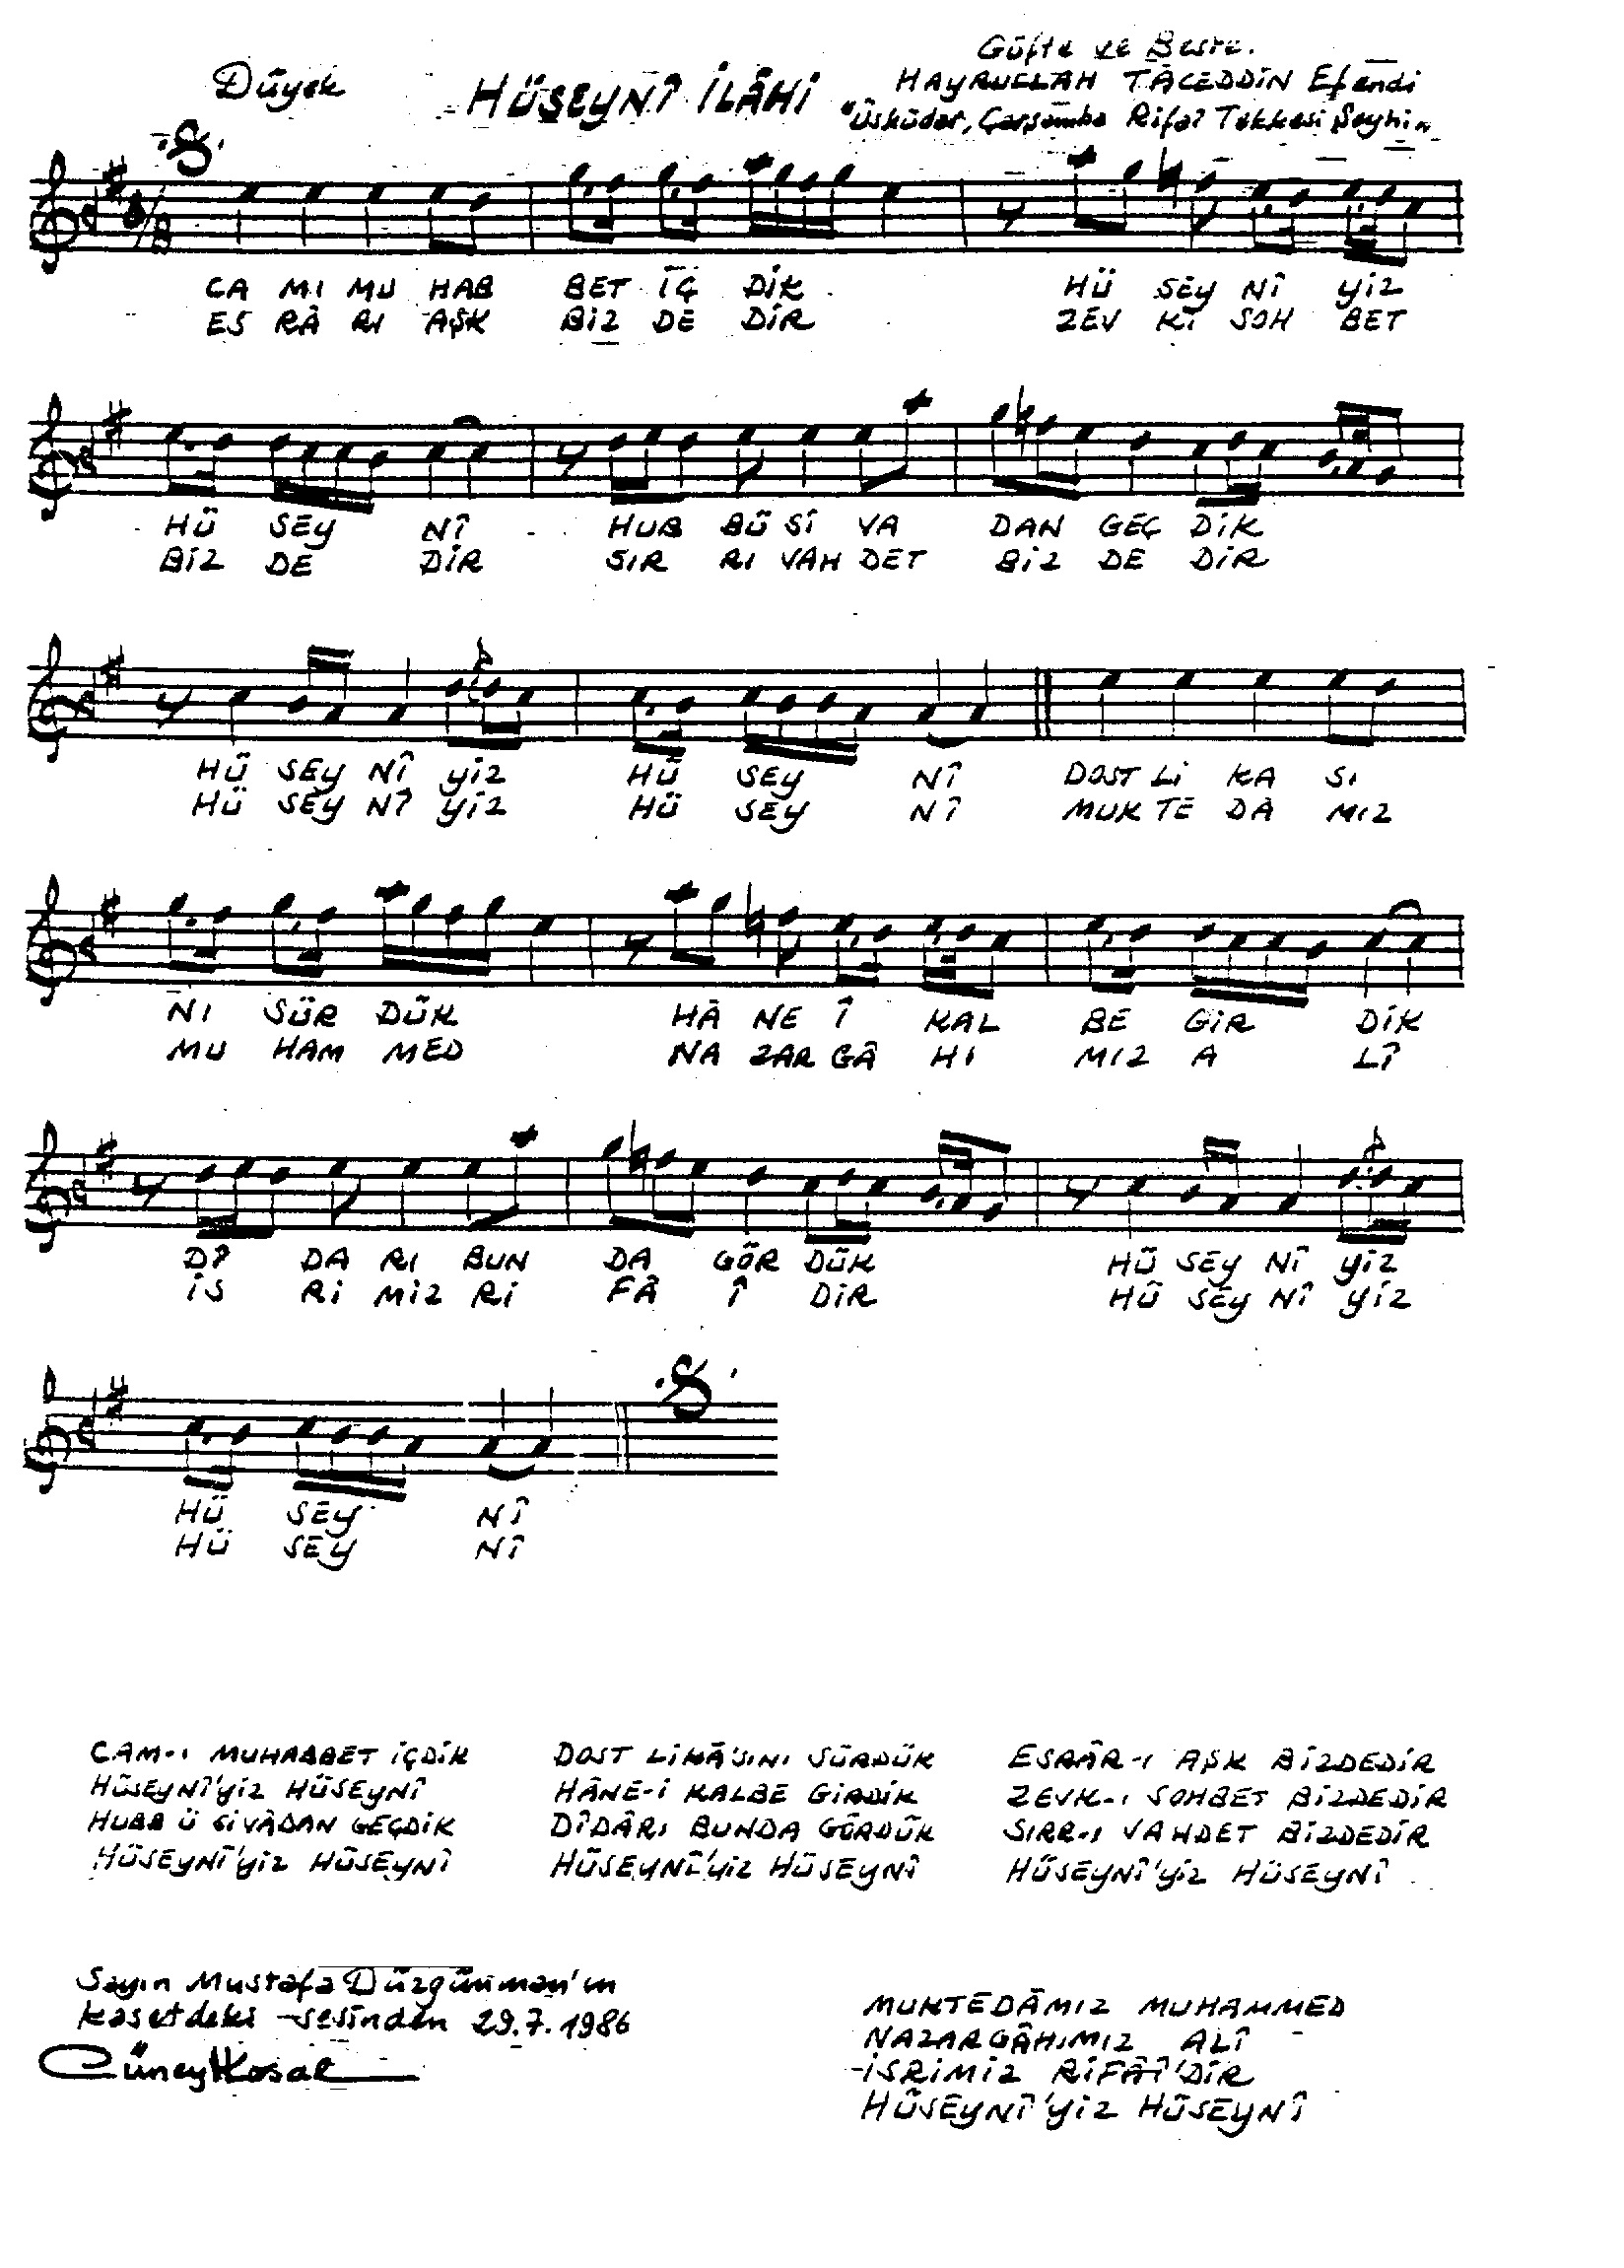 Düyek
HÜSEYNÎ İLÂHİ
Güfte ve Beste.
HAYRULLAH TÂCEDDİN Efendi
Üsküdar, Çarşamba Rifaî Tekkesi Şeyhi
8/8
CA MI MU HAB BET İÇ DİK HÜ SEY NÎ YİZ
ES RÂ RI AŞK BİZ DE DİR ZEV Kİ SOH BET
HÜ SEY NÎ HUB BÜ Sİ VA DAN GEÇ DİK
BİZ DE DİR SIR RI VAH DET BİZ DE DİR
HÜ SEY NÎ YİZ HÜ SEY NÎ DOST Lİ KA SI
HÜ SEY NÎ YİZ HÜ SEY NÎ MUK TE DÂ MIZ
NI SÜR DÜK HÂ NE Î KAL BE GİR DİK
MU HAM MED NA ZAR GÂ HI MIZ A LÎ
Dİ DA RI BUN DA GÖR DÜK HÜ SEY NÎ YİZ
İS Rİ MİZ Rİ FÂ Î DİR HÜ SEY NÎ YİZ
HÜ SEY NÎ
HÜ SEY NÎ
CAM-I MUHABBET İÇDİK
HÜSEYNÎ'YİZ HÜSEYNÎ
HUBB Ü SİVÂDAN GEÇDİK
HÜSEYNÎ'YİZ HÜSEYNÎ
DOST LİKÂ'SINI SÜRDÜK
HÂNE-İ KALBE GİRDİK
DÎDÂRI BUNDA GÖRDÜK
HÜSEYNÎ'YİZ HÜSEYNÎ
ESRÂR-I AŞK BİZDEDİR
ZEVK-I SOHBET BİZDEDİR
SIRR-I VAHDET BİZDEDİR
HÜSEYNÎ'YİZ HÜSEYNÎ
Sayın Mustafa Düzgünman'ın
kasetdeki sesinden 29.7.1986
Cüneyt Kosal
MUKTEDÂMIZ MUHAMMED
NAZARGÂHIMIZ ALÎ
İSRİMİZ RİFÂÎ'DİR
HÜSEYNÎ'YİZ HÜSEYNÎ